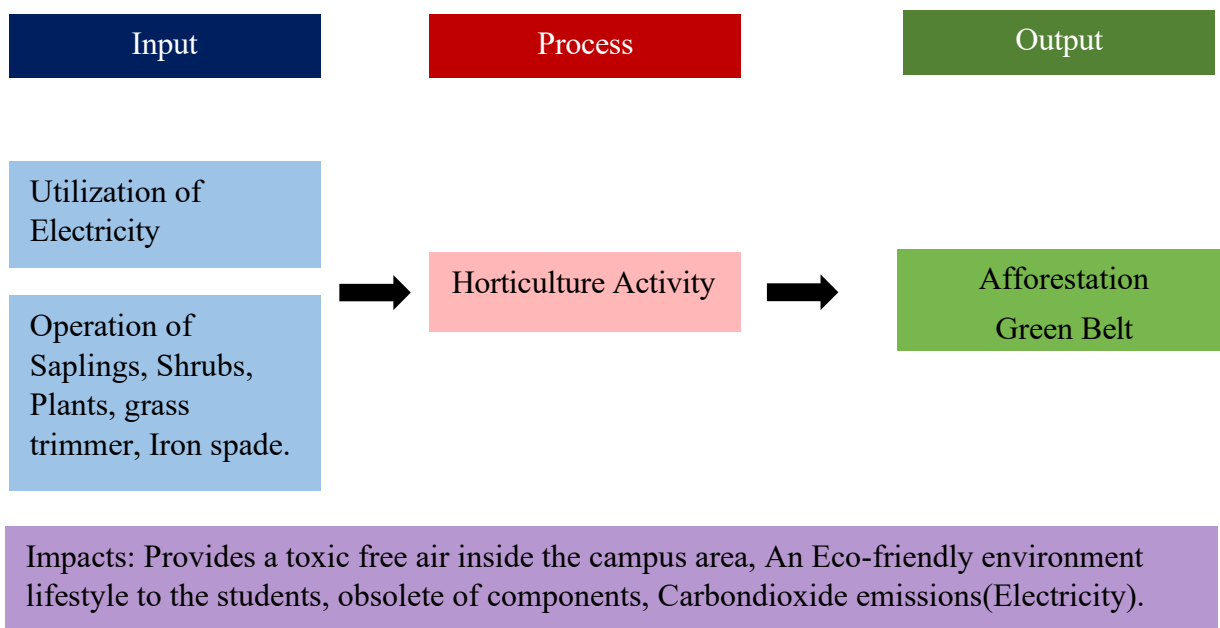 Input
Process
Output
Utilization of
Electricity
Operation of
Saplings, Shrubs,
Plants, grass
trimmer, Iron spade.
Horticulture Activity
Afforestation
Green Belt
Impacts: Provides a toxic free air inside the campus area, An Eco-friendly environment
lifestyle to the students, obsolete of components, Carbondioxide emissions(Electricity).